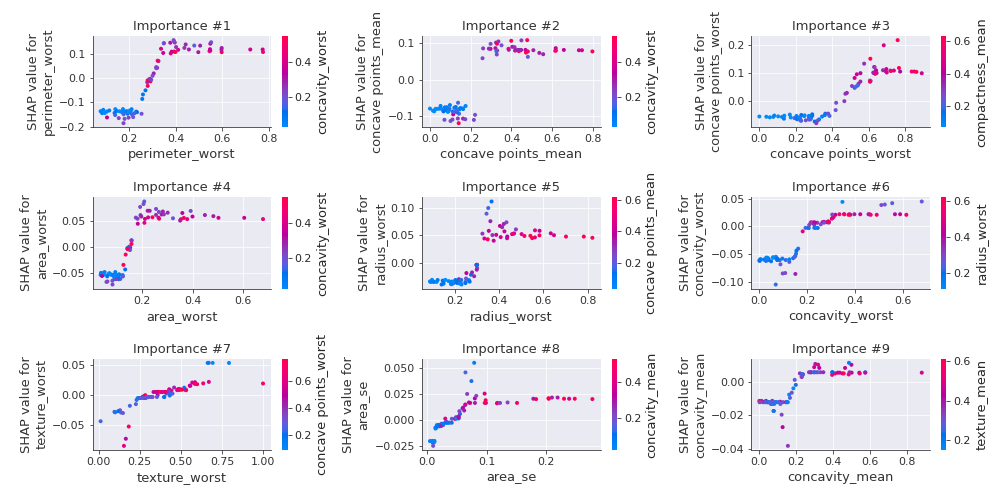 Importance #1
SHAP value for
perimeter_worst
0.1
0.0
−0.1
−0.2
0.2
0.4
0.6
0.8
perimeter_worst
0.4
0.2
concavity_worst
Importance #2
SHAP value for
concave points_mean
0.1
0.0
−0.1
0.0
0.2
0.4
0.6
0.8
concave points_mean
0.4
0.2
concavity_worst
Importance #3
SHAP value for
concave points_worst
0.2
0.1
0.0
0.0
0.2
0.4
0.6
0.8
concave points_worst
0.6
0.4
0.2
compactness_mean
Importance #4
SHAP value for
area_worst
0.05
0.00
−0.05
0.2
0.4
0.6
area_worst
0.4
0.2
concavity_worst
Importance #5
SHAP value for
radius_worst
0.10
0.05
0.00
0.2
0.4
0.6
0.8
radius_worst
0.6
0.4
0.2
concave points_mean
Importance #6
SHAP value for
concavity_worst
0.05
0.00
−0.05
−0.10
0.0
0.2
0.4
0.6
concavity_worst
0.6
0.4
0.2
radius_worst
Importance #7
SHAP value for
texture_worst
0.05
0.00
−0.05
0.00
0.25
0.50
0.75
1.00
texture_worst
0.6
0.4
0.2
concave points_worst
Importance #8
SHAP value for
area_se
0.050
0.025
0.000
−0.025
0.0
0.1
0.2
area_se
0.4
0.2
concavity_mean
Importance #9
SHAP value for
concavity_mean
0.00
−0.02
−0.04
0.0
0.2
0.4
0.6
0.8
concavity_mean
0.6
0.4
0.2
texture_mean